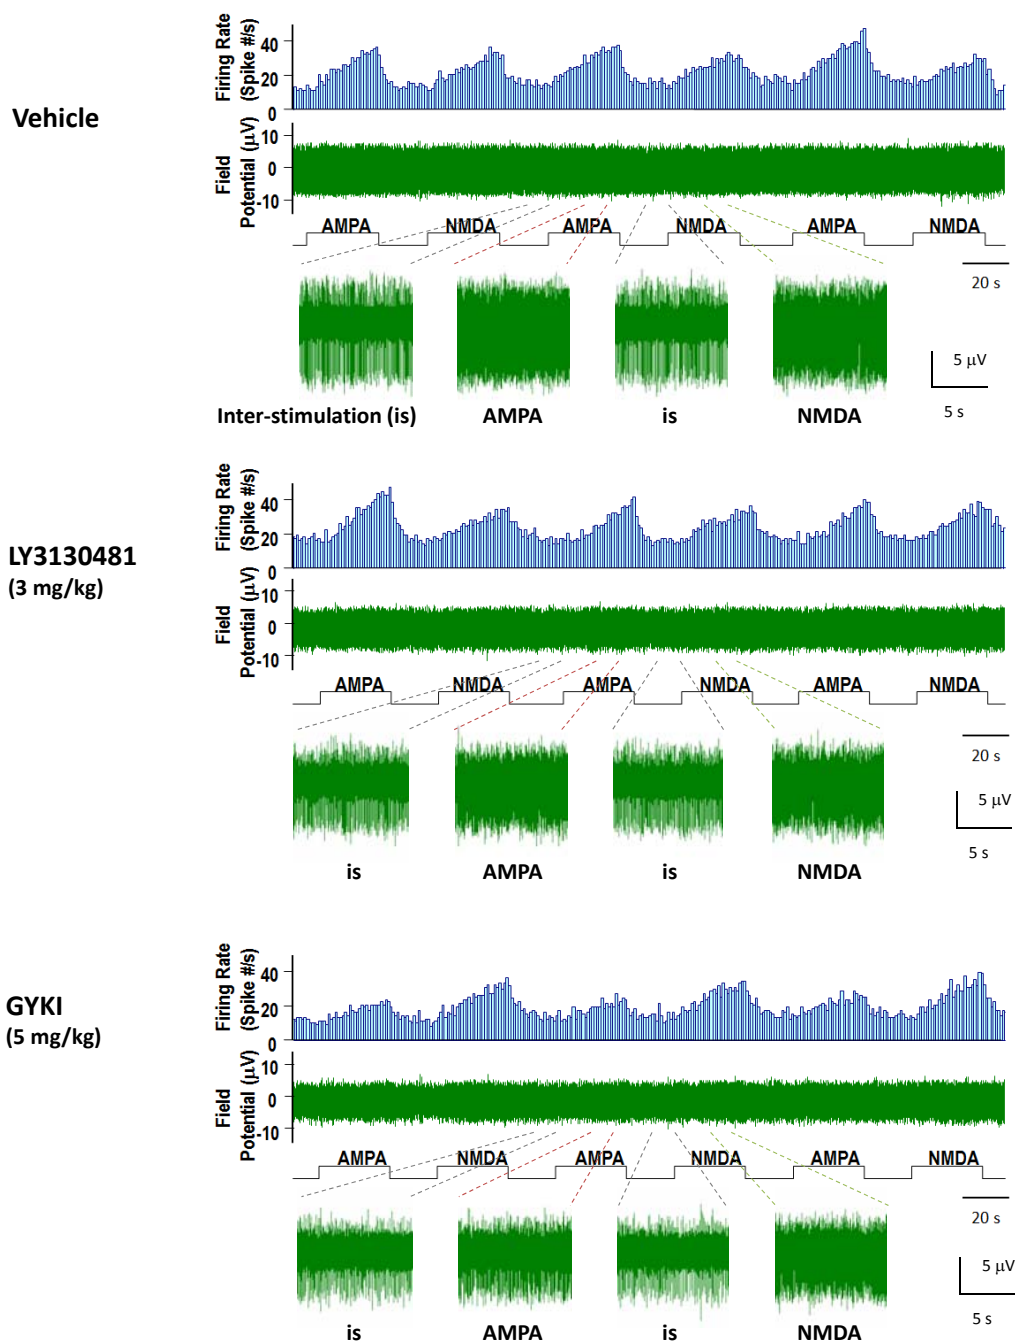 Vehicle
Firing Rate
(Spike #/s)
40
20
0
Field
Potential (μV)
10
0
-10
AMPA
NMDA
AMPA
NMDA
AMPA
NMDA
20 s
5 μV
5 s
Inter-stimulation (is)
AMPA
is
NMDA
LY3130481
(3 mg/kg)
Firing Rate
(Spike #/s)
40
20
0
Field
Potential (μV)
10
0
-10
AMPA
NMDA
AMPA
NMDA
AMPA
NMDA
20 s
5 μV
5 s
is
AMPA
is
NMDA
GYKI
(5 mg/kg)
Firing Rate
(Spike #/s)
40
20
0
Field
Potential (μV)
10
0
-10
AMPA
NMDA
AMPA
NMDA
AMPA
NMDA
20 s
5 μV
5 s
is
AMPA
is
NMDA